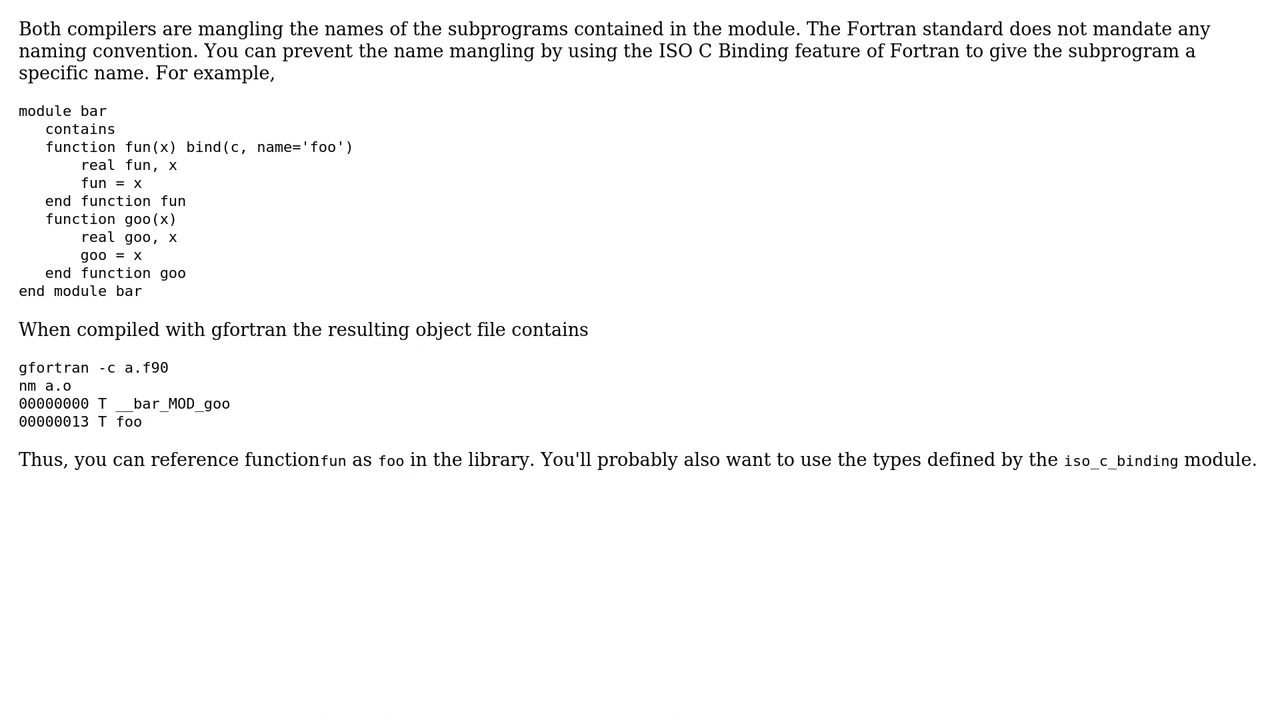 Both compilers are mangling the names of the subprograms contained in the module. The Fortran standard does not mandate any
naming convention. You can prevent the name mangling by using the ISO C Binding feature of Fortran to give the subprogram a
specific name. For example,
module bar
   contains
   function fun(x) bind(c, name='foo')
       real fun, x
       fun = x
   end function fun
   function goo(x)
       real goo, x
       goo = x
   end function goo
end module bar
When compiled with gfortran the resulting object file contains
gfortran -c a.f90
nm a.o
00000000 T __bar_MOD_goo
00000013 T foo
Thus, you can reference functionfun as foo in the library. You'll probably also want to use the types defined by the iso_c_binding module.